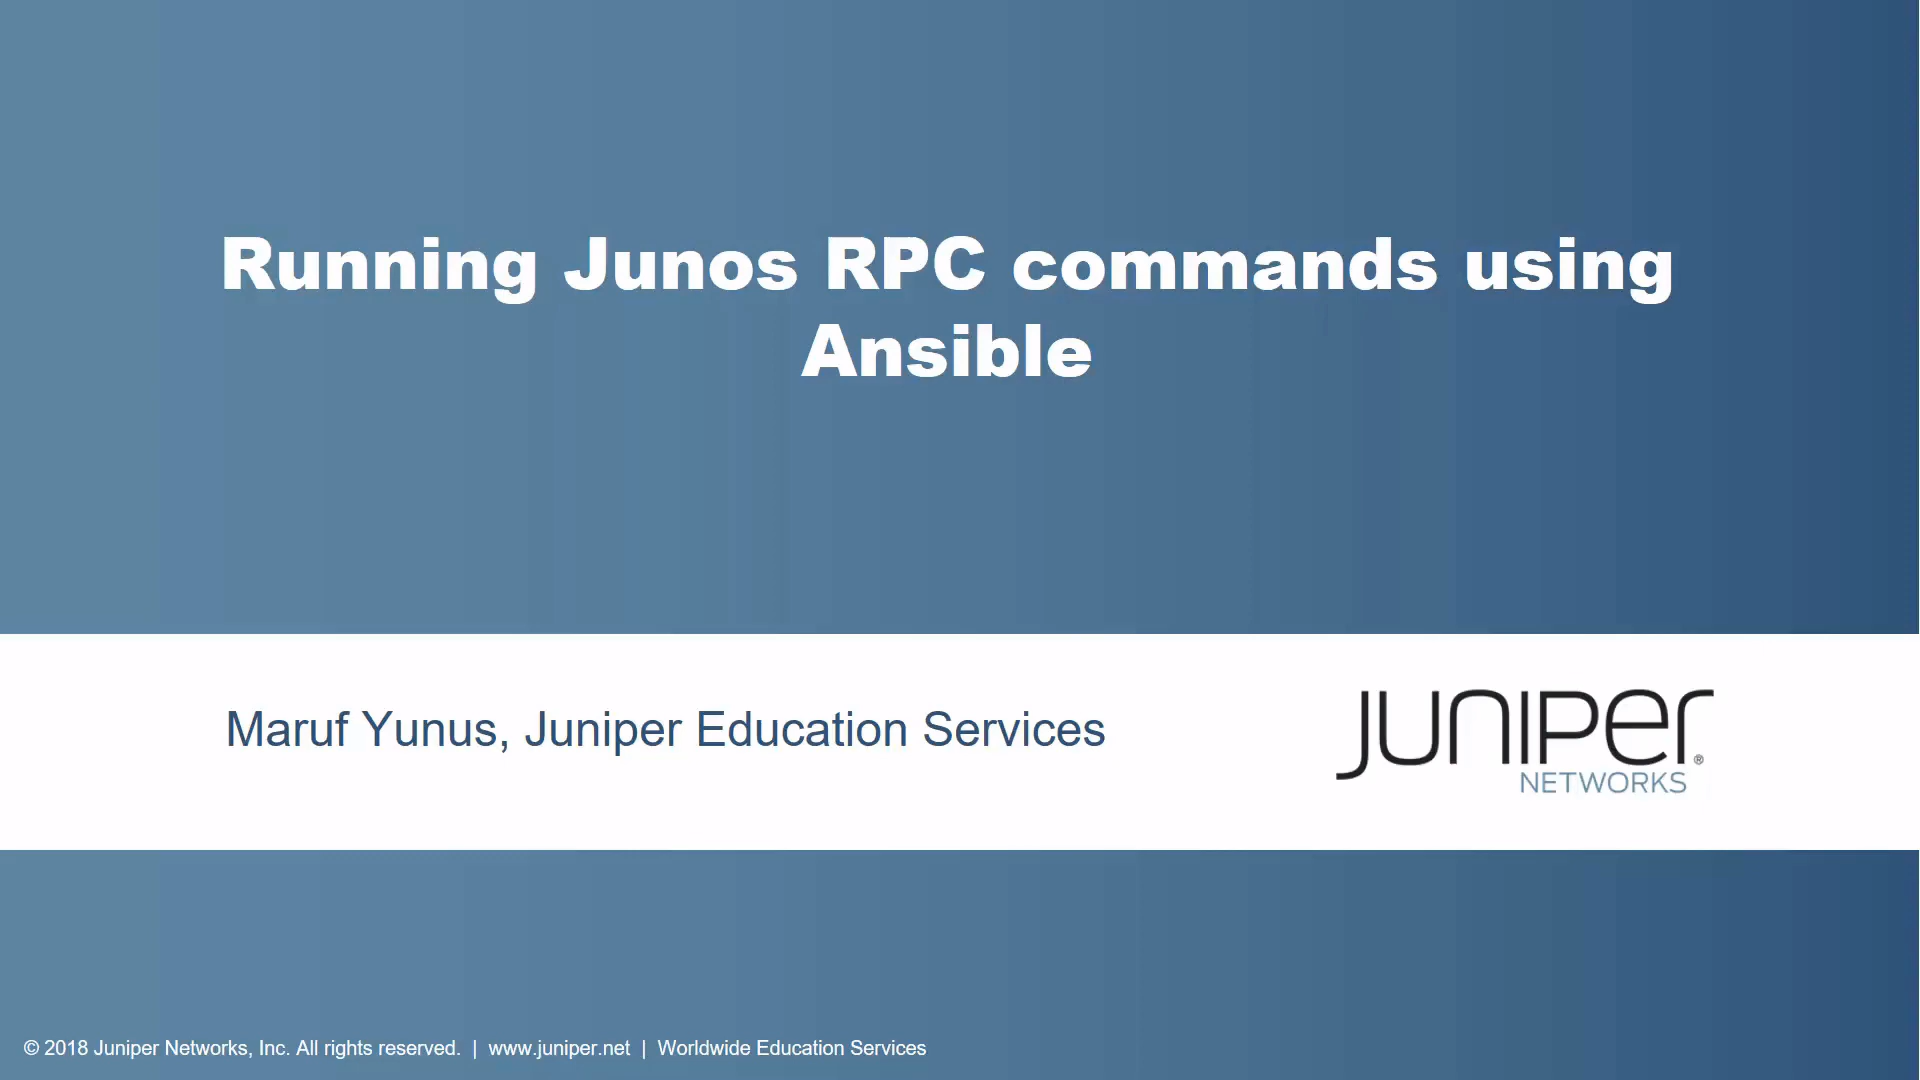 Running Junos RPC commands using
Ansible
Maruf Yunus, Juniper Education Services
JUNIPER®
NETWORKS
© 2018 Juniper Networks, Inc. All rights reserved. | www.juniper.net | Worldwide Education Services